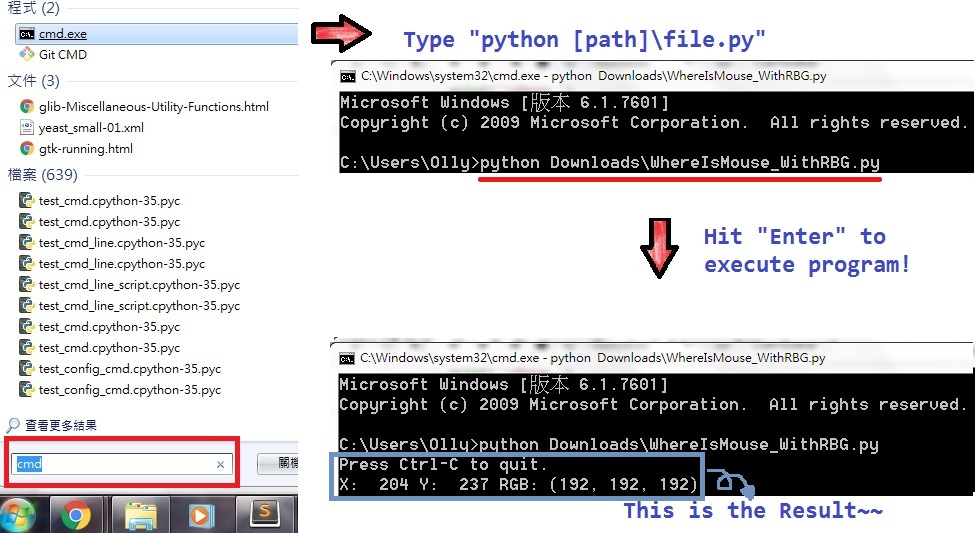 程式 (2)
cmd.exe
Git CMD
文件 (3)
glib-Miscellaneous-Utility-Functions.html
yeast_small-01.xml
gtk-running.html
檔案 (639)
test_cmd.cpython-35.pyc
test_cmd.cpython-35.pyc
test_cmd_line.cpython-35.pyc
test_cmd_line.cpython-35.pyc
test_cmd_line_script.cpython-35.pyc
test_cmd_line_script.cpython-35.pyc
test_cmd.cpython-35.pyc
test_cmd.cpython-35.pyc
test_config_cmd.cpython-35.pyc
test_config_cmd.cpython-35.pyc
查看更多結果
cmd
關機
Type "python [path]\file.py"
C:\Windows\system32\cmd.exe - python Downloads\WhereIsMouse_WithRBG.py
Microsoft Windows [版本 6.1.7601]
Copyright (c) 2009 Microsoft Corporation. All rights reserved.
C:\Users\Olly>python Downloads\WhereIsMouse_WithRBG.py
Hit "Enter" to
execute program!
C:\Windows\system32\cmd.exe - python Downloads\WhereIsMouse_WithRBG.py
Microsoft Windows [版本 6.1.7601]
Copyright (c) 2009 Microsoft Corporation. All rights reserved.
C:\Users\Olly>python Downloads\WhereIsMouse_WithRBG.py
Press Ctrl-C to quit.
X: 204 Y: 237 RGB: (192, 192, 192)
This is the Result~~